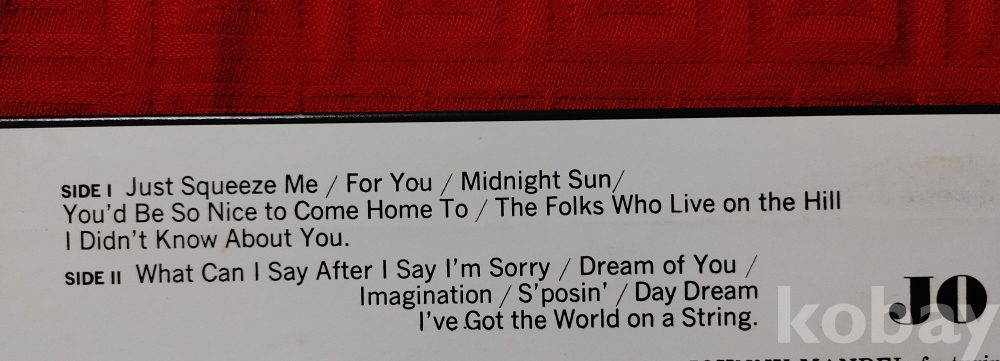 SIDE I Just Squeeze Me / For You / Midnight Sun/
You'd Be So Nice to Come Home To / The Folks Who Live on the Hill
I Didn't Know About You.
SIDE II What Can I Say After I Say I'm Sorry / Dream of You /
Imagination / S'posin' / Day Dream
I've Got the World on a String.
JO
kobay